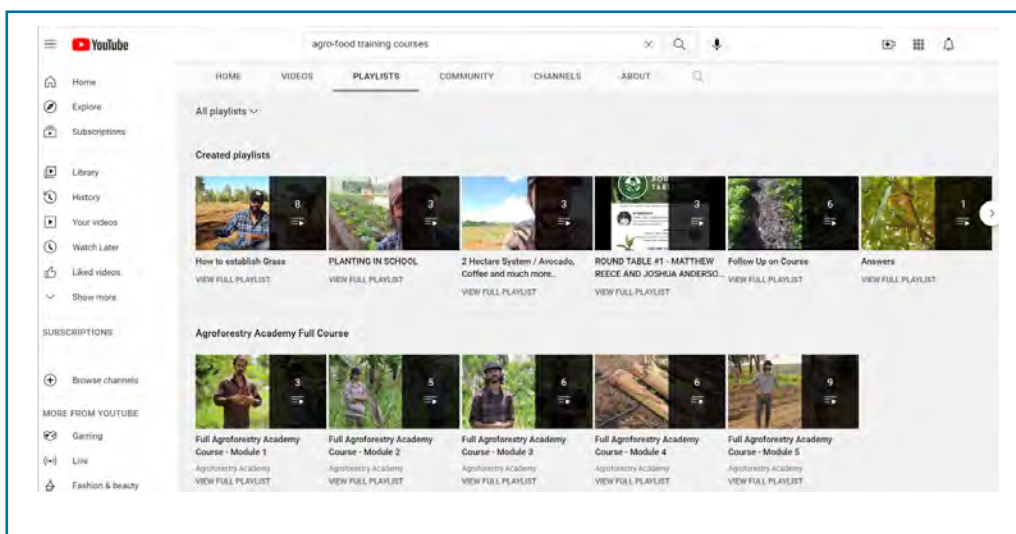 YouTube
agro-food training courses
Home
Explore
Subscriptions
Library
History
Your videos
Watch Later
Liked videos
Show more
SUBSCRIPTIONS
Browse channels
MORE FROM YOUTUBE
Gaming
Live
Fashion & beauty
HOME VIDEOS PLAYLISTS COMMUNITY CHANNELS ABOUT
All playlists
Created playlists
8 3 3 3 6 1
How to establish Grass
VIEW FULL PLAYLIST
PLANTING IN SCHOOL
VIEW FULL PLAYLIST
2 Hectare System / Avocado,
Coffee and much more...
VIEW FULL PLAYLIST
ROUND TABLE #1 - MATTHEW
REECE AND JOSHUA ANDERSO...
VIEW FULL PLAYLIST
Follow Up on Course
VIEW FULL PLAYLIST
Answers
VIEW FULL PLAYLIST
Agroforestry Academy Full Course
3 5 6 6 9
Full Agroforestry Academy
Course - Module 1
Agroforestry Academy
VIEW FULL PLAYLIST
Full Agroforestry Academy
Course - Module 2
Agroforestry Academy
VIEW FULL PLAYLIST
Full Agroforestry Academy
Course - Module 3
Agroforestry Academy
VIEW FULL PLAYLIST
Full Agroforestry Academy
Course - Module 4
Agroforestry Academy
VIEW FULL PLAYLIST
Full Agroforestry Academy
Course - Module 5
Agroforestry Academy
VIEW FULL PLAYLIST